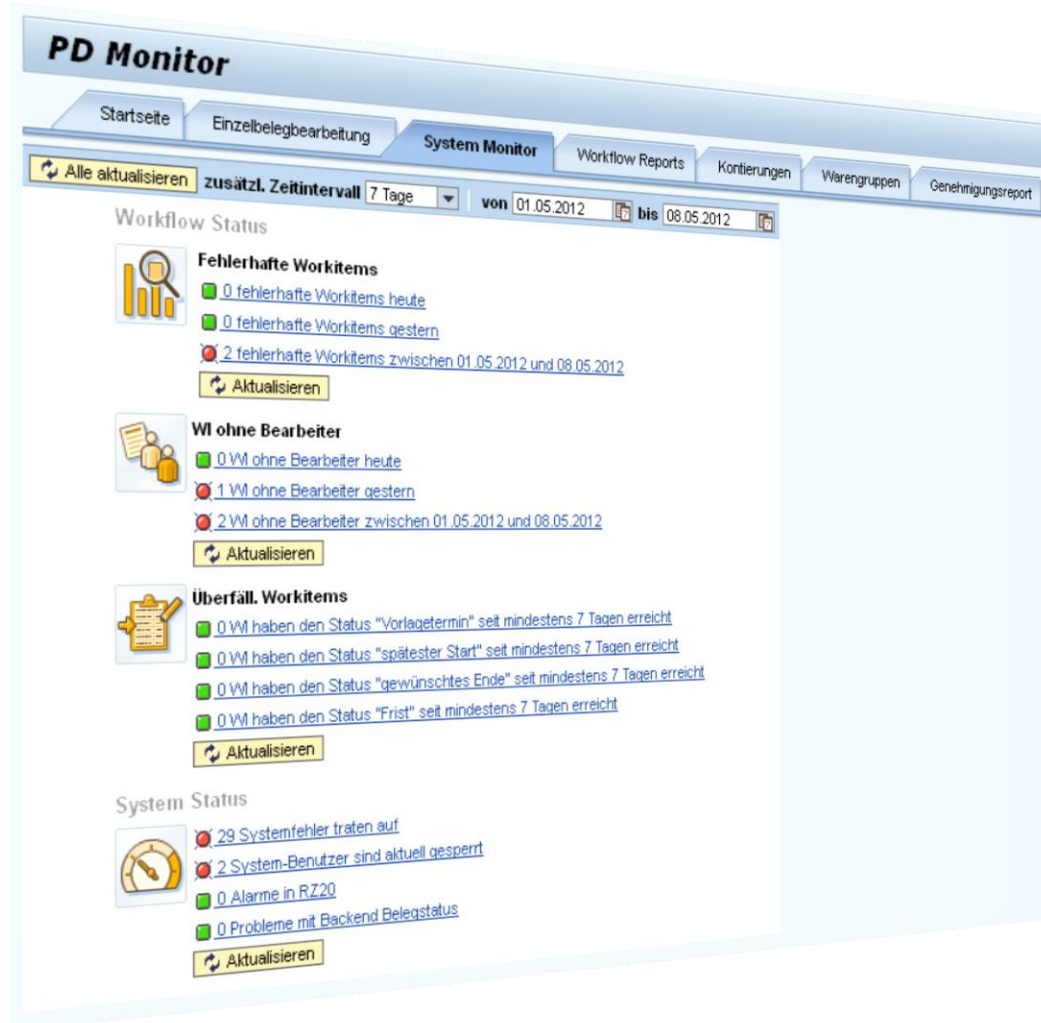 PD Monitor
Startseite Einzelbelegbearbeitung System Monitor Workflow Reports Kontierungen Warengruppen Genehmigungsreport
Alle aktualisieren zusätzl. Zeitintervall 7 Tage von 01.05.2012 bis 08.05.2012
Workflow Status
Fehlerhafte Workitems
0 fehlerhafte Workitems heute
0 fehlerhafte Workitems gestern
2 fehlerhafte Workitems zwischen 01.05.2012 und 08.05.2012
Aktualisieren
WI ohne Bearbeiter
0 WI ohne Bearbeiter heute
1 WI ohne Bearbeiter gestern
2 WI ohne Bearbeiter zwischen 01.05.2012 und 08.05.2012
Aktualisieren
Überfäll. Workitems
0 WI haben den Status "Vorlagetermin" seit mindestens 7 Tagen erreicht
0 WI haben den Status "spätester Start" seit mindestens 7 Tagen erreicht
0 WI haben den Status "gewünschtes Ende" seit mindestens 7 Tagen erreicht
0 WI haben den Status "Frist" seit mindestens 7 Tagen erreicht
Aktualisieren
System Status
29 Systemfehler traten auf
2 System-Benutzer sind aktuell gesperrt
0 Alarme in RZ20
0 Probleme mit Backend Belegstatus
Aktualisieren